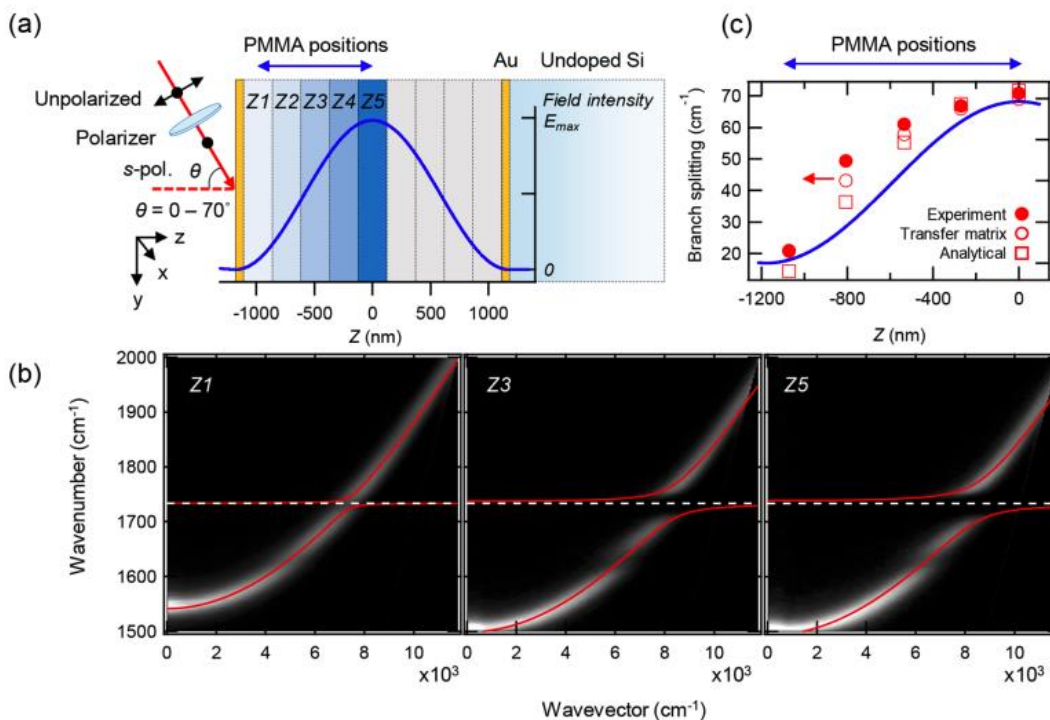 (a)
PMMA positions
Au Undoped Si
Unpolarized
Polarizer
s-pol. θ
θ = 0 – 70°
z
x
y
Z1 Z2 Z3 Z4 Z5
Field intensity
E_max
0
-1000 -500 0 500 1000
Z (nm)
(c)
PMMA positions
Branch splitting (cm⁻¹)
70
60
50
40
30
20
Experiment
Transfer matrix
Analytical
-1200 -800 -400 0
Z (nm)
(b)
Wavenumber (cm⁻¹)
2000
1900
1800
1700
1600
1500
Z1 Z3 Z5
0 2 4 6 8 10 0 2 4 6 8 10 0 2 4 6 8 10
x10³ x10³ x10³
Wavevector (cm⁻¹)